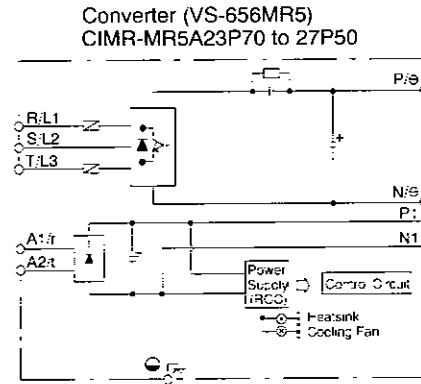 Converter (VS-656MR5)
CIMR-MR5A23P70 to 27P50
P/⊖
R/L1
S/L2
T/L3
N/⊖
P1
A1/r
N1
A2/t
Power
Supply
(RCC)
Control Circuit
Heatsink
Cooling Fan